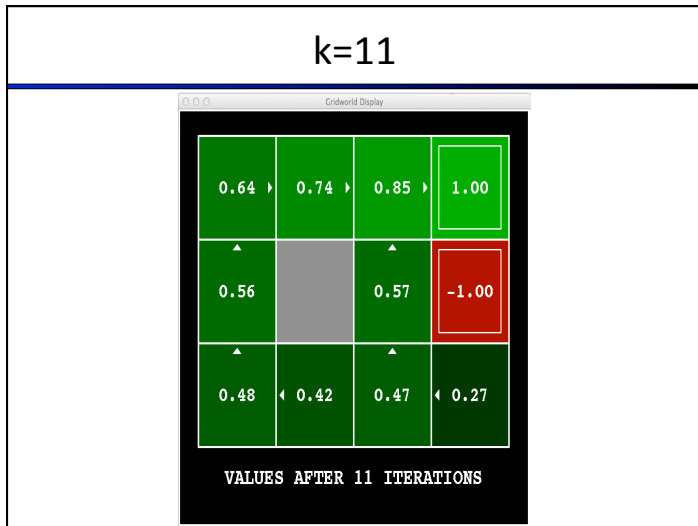 k=11
Gridworld Display
0.64 0.74 0.85 1.00
0.56 0.57 -1.00
0.48 0.42 0.47 0.27
VALUES AFTER 11 ITERATIONS